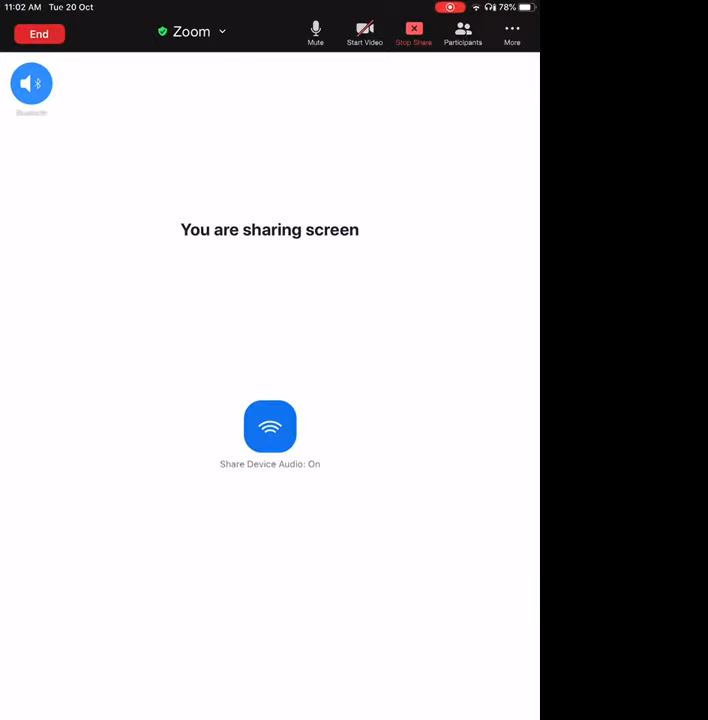 11:02 AM Tue 20 Oct
78%
End
Zoom
Mute
Start Video
Stop Share
Participants
More
Bluetooth
You are sharing screen
Share Device Audio: On